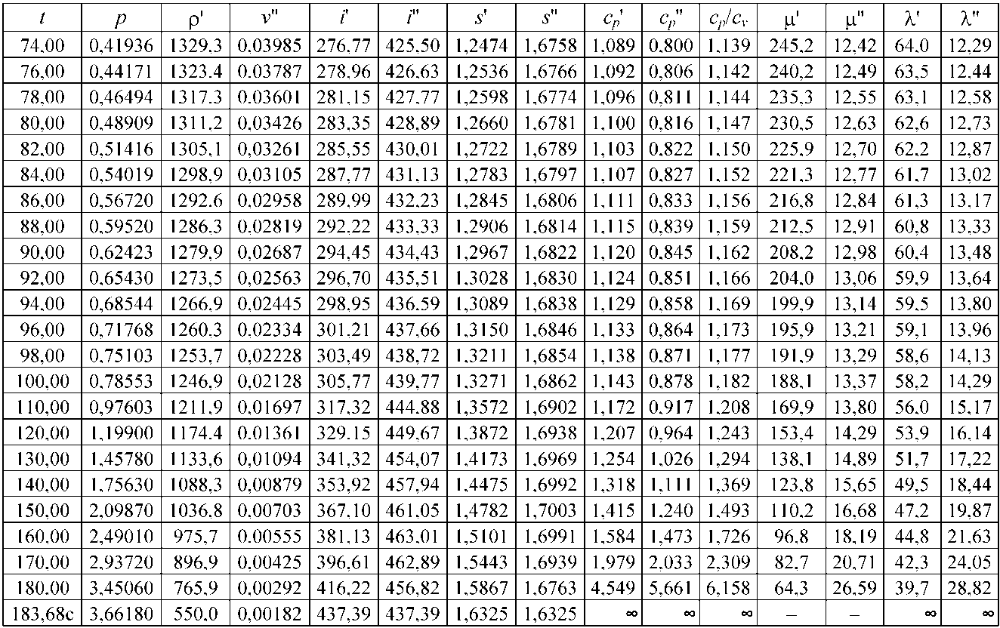 t p ρ' v" i' i" s' s" cp' cp" cp/cv μ' μ" λ' λ"
74,00 0,41936 1329,3 0,03985 276,77 425,50 1,2474 1,6758 1,089 0,800 1,139 245,2 12,42 64,0 12,29
76,00 0,44171 1323,4 0,03787 278,96 426,63 1,2536 1,6766 1,092 0,806 1,142 240,2 12,49 63,5 12,44
78,00 0,46494 1317,3 0,03601 281,15 427,77 1,2598 1,6774 1,096 0,811 1,144 235,3 12,55 63,1 12,58
80,00 0,48909 1311,2 0,03426 283,35 428,89 1,2660 1,6781 1,100 0,816 1,147 230,5 12,63 62,6 12,73
82,00 0,51416 1305,1 0,03261 285,55 430,01 1,2722 1,6789 1,103 0,822 1,150 225,9 12,70 62,2 12,87
84,00 0,54019 1298,9 0,03105 287,77 431,13 1,2783 1,6797 1,107 0,827 1,152 221,3 12,77 61,7 13,02
86,00 0,56720 1292,6 0,02958 289,99 432,23 1,2845 1,6806 1,111 0,833 1,156 216,8 12,84 61,3 13,17
88,00 0,59520 1286,3 0,02819 292,22 433,33 1,2906 1,6814 1,115 0,839 1,159 212,5 12,91 60,8 13,33
90,00 0,62423 1279,9 0,02687 294,45 434,43 1,2967 1,6822 1,120 0,845 1,162 208,2 12,98 60,4 13,48
92,00 0,65430 1273,5 0,02563 296,70 435,51 1,3028 1,6830 1,124 0,851 1,166 204,0 13,06 59,9 13,64
94,00 0,68544 1266,9 0,02445 298,95 436,59 1,3089 1,6838 1,129 0,858 1,169 199,9 13,14 59,5 13,80
96,00 0,71768 1260,3 0,02334 301,21 437,66 1,3150 1,6846 1,133 0,864 1,173 195,9 13,21 59,1 13,96
98,00 0,75103 1253,7 0,02228 303,49 438,72 1,3211 1,6854 1,138 0,871 1,177 191,9 13,29 58,6 14,13
100,00 0,78553 1246,9 0,02128 305,77 439,77 1,3271 1,6862 1,143 0,878 1,182 188,1 13,37 58,2 14,29
110,00 0,97603 1211,9 0,01697 317,32 444,88 1,3572 1,6902 1,172 0,917 1,208 169,9 13,80 56,0 15,17
120,00 1,19900 1174,4 0,01361 329,15 449,67 1,3872 1,6938 1,207 0,964 1,243 153,4 14,29 53,9 16,14
130,00 1,45780 1133,6 0,01094 341,32 454,07 1,4173 1,6969 1,254 1,026 1,294 138,1 14,89 51,7 17,22
140,00 1,75630 1088,3 0,00879 353,92 457,94 1,4475 1,6992 1,318 1,111 1,369 123,8 15,65 49,5 18,44
150,00 2,09870 1036,8 0,00703 367,10 461,05 1,4782 1,7003 1,415 1,240 1,493 110,2 16,68 47,2 19,87
160,00 2,49010 975,7 0,00555 381,13 463,01 1,5101 1,6991 1,584 1,473 1,726 96,8 18,19 44,8 21,63
170,00 2,93720 896,9 0,00425 396,61 462,89 1,5443 1,6939 1,979 2,033 2,309 82,7 20,71 42,3 24,05
180,00 3,45060 765,9 0,00292 416,22 456,82 1,5867 1,6763 4,549 5,661 6,158 64,3 26,59 39,7 28,82
183,68c 3,66180 550,0 0,00182 437,39 437,39 1,6325 1,6325 ∞ ∞ ∞ – – ∞ ∞